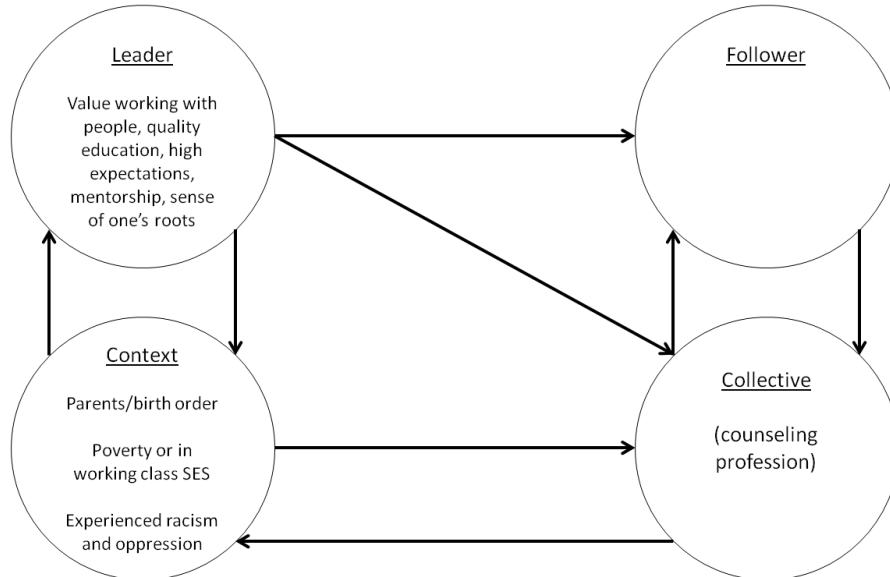 Leader
Value working with
people, quality
education, high
expectations,
mentorship, sense
of one's roots
Follower
Context
Parents/birth order
Poverty or in
working class SES
Experienced racism
and oppression
Collective
(counseling
profession)